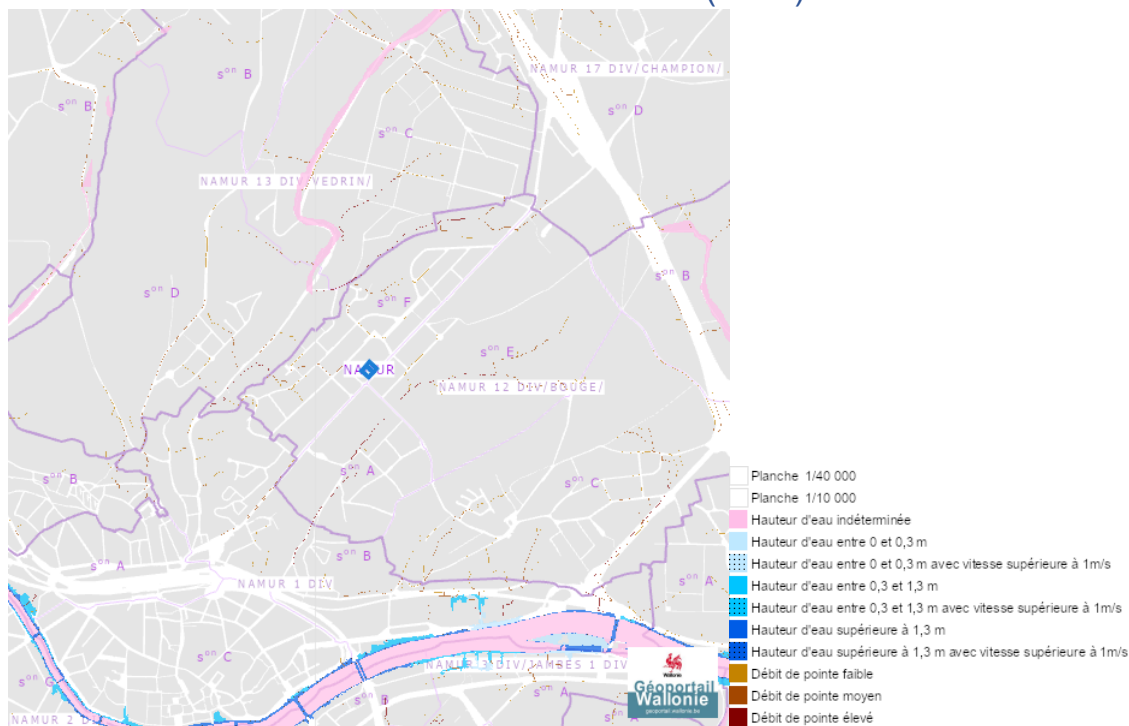 NAMUR 17 DIV/CHAMPION/
sᵒⁿ B
sᵒⁿ B
sᵒⁿ D
sᵒⁿ C
NAMUR 13 DIV/VEDRIN/
sᵒⁿ B
sᵒⁿ D
sᵒⁿ F
sᵒⁿ E
NAMUR
NAMUR 12 DIV/BOUGE/
sᵒⁿ B
sᵒⁿ A
sᵒⁿ C
sᵒⁿ B
sᵒⁿ A
sᵒⁿ A
NAMUR 1 DIV
sᵒⁿ C
NAMUR 3 DIV/JAMBES 1 DIV
sᵒⁿ G
sᵒⁿ B
sᵒⁿ A
NAMUR 2 D
Wallonie
Géoportail
Wallonie
geoportail.wallonie.be
Planche 1/40 000
Planche 1/10 000
Hauteur d'eau indéterminée
Hauteur d'eau entre 0 et 0,3 m
Hauteur d'eau entre 0 et 0,3 m avec vitesse supérieure à 1m/s
Hauteur d'eau entre 0,3 et 1,3 m
Hauteur d'eau entre 0,3 et 1,3 m avec vitesse supérieure à 1m/s
Hauteur d'eau supérieure à 1,3 m
Hauteur d'eau supérieure à 1,3 m avec vitesse supérieure à 1m/s
Débit de pointe faible
Débit de pointe moyen
Débit de pointe élevé